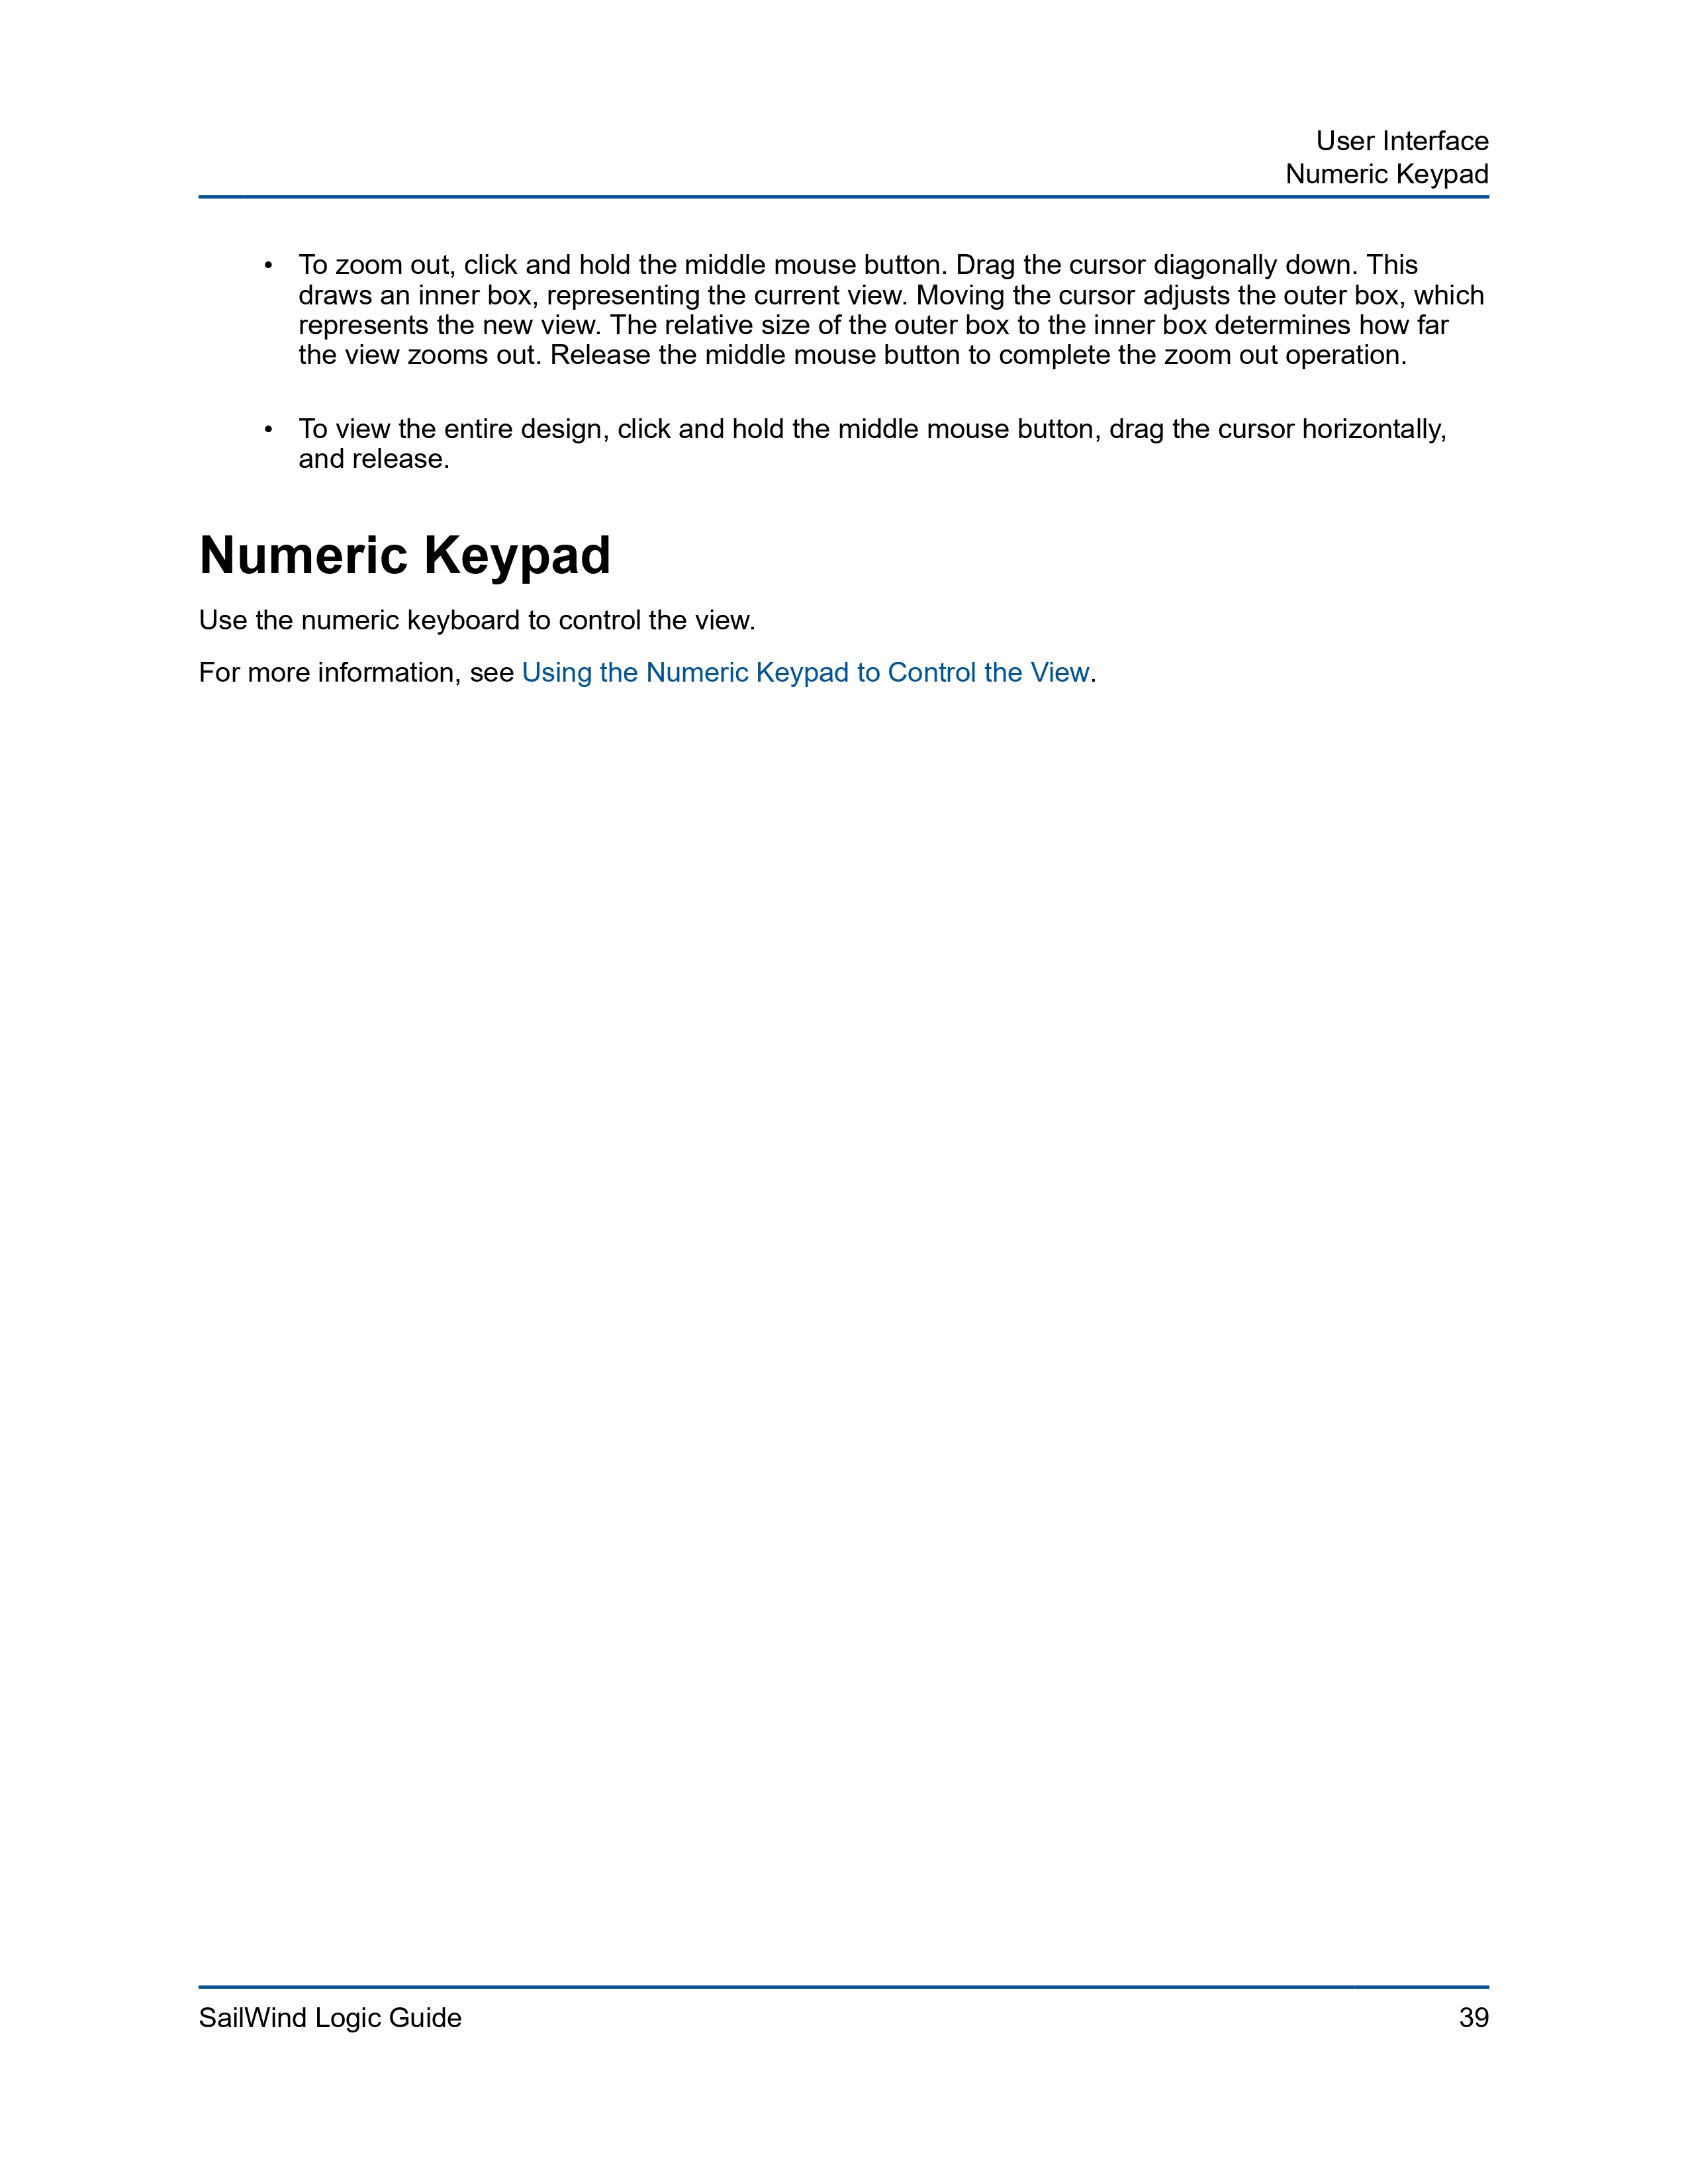 User Interface
Numeric Keypad
• To zoom out, click and hold the middle mouse button. Drag the cursor diagonally down. This
draws an inner box, representing the current view. Moving the cursor adjusts the outer box, which
represents the new view. The relative size of the outer box to the inner box determines how far
the view zooms out. Release the middle mouse button to complete the zoom out operation.
• To view the entire design, click and hold the middle mouse button, drag the cursor horizontally,
and release.
Numeric Keypad
Use the numeric keyboard to control the view.
For more information, see Using the Numeric Keypad to Control the View.
SailWind Logic Guide 39